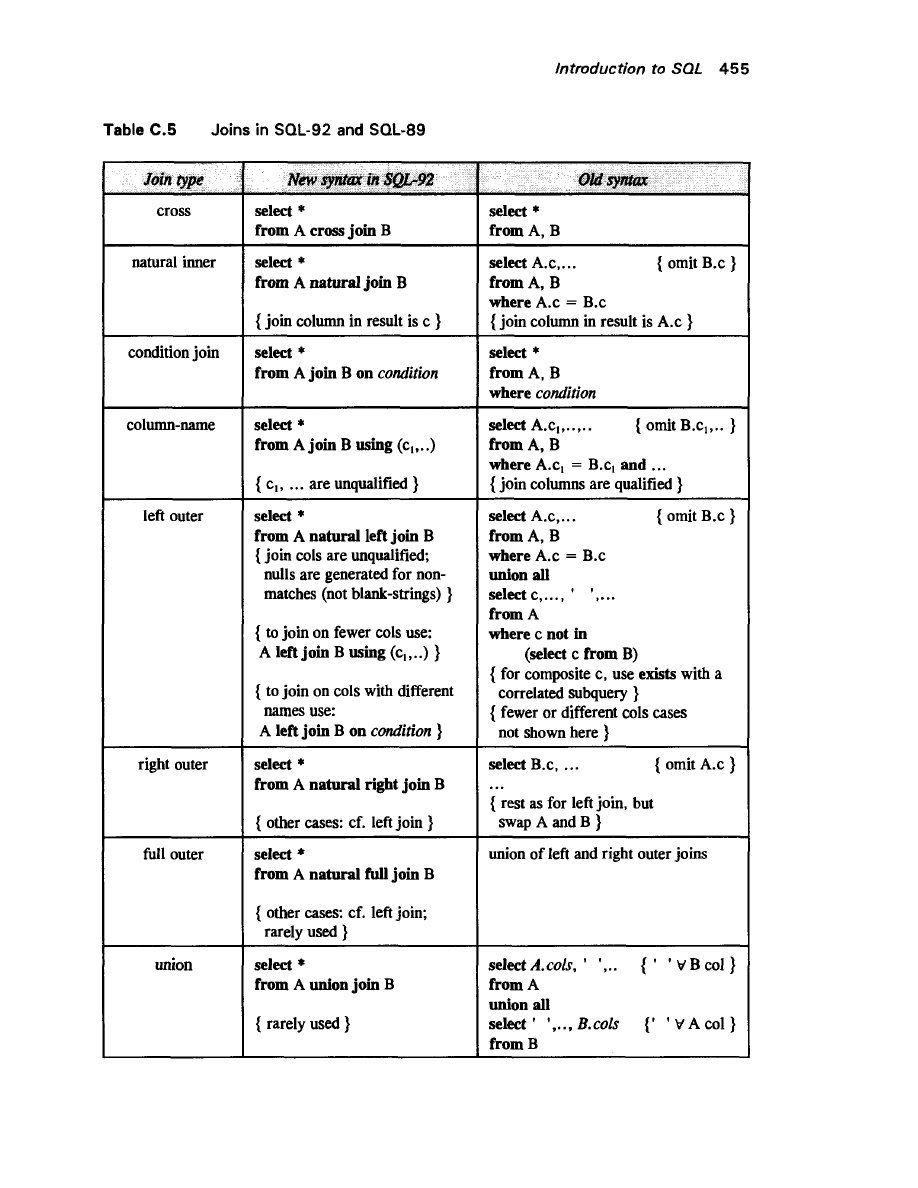 Introduction to SQL 455
Table C.5 Joins in SQL-92 and SQL-89
Join type New syntax in SQL-92 Old syntax
cross
select *
from A cross join B
select *
from A, B
natural inner
select *
from A natural join B
{ join column in result is c }
select A.c,... { omit B.c }
from A, B
where A.c = B.c
{ join column in result is A.c }
condition join
select *
from A join B on condition
select *
from A, B
where condition
column-name
select *
from A join B using (c₁,..)
{ c₁, ... are unqualified }
select A.c₁,..,.. { omit B.c₁,.. }
from A, B
where A.c₁ = B.c₁ and ...
{ join columns are qualified }
left outer
select *
from A natural left join B
{ join cols are unqualified;
nulls are generated for non-
matches (not blank-strings) }
{ to join on fewer cols use:
A left join B using (c₁,..) }
{ to join on cols with different
names use:
A left join B on condition }
select A.c,... { omit B.c }
from A, B
where A.c = B.c
union all
select c,..., ' ',...
from A
where c not in
(select c from B)
{ for composite c, use exists with a
correlated subquery }
{ fewer or different cols cases
not shown here }
right outer
select *
from A natural right join B
{ other cases: cf. left join }
select B.c, ... { omit A.c }
...
{ rest as for left join, but
swap A and B }
full outer
select *
from A natural full join B
{ other cases: cf. left join;
rarely used }
union of left and right outer joins
union
select *
from A union join B
{ rarely used }
select A.cols, ' ',.. { ' ' ∀ B col }
from A
union all
select ' ',.., B.cols {' ' ∀ A col }
from B